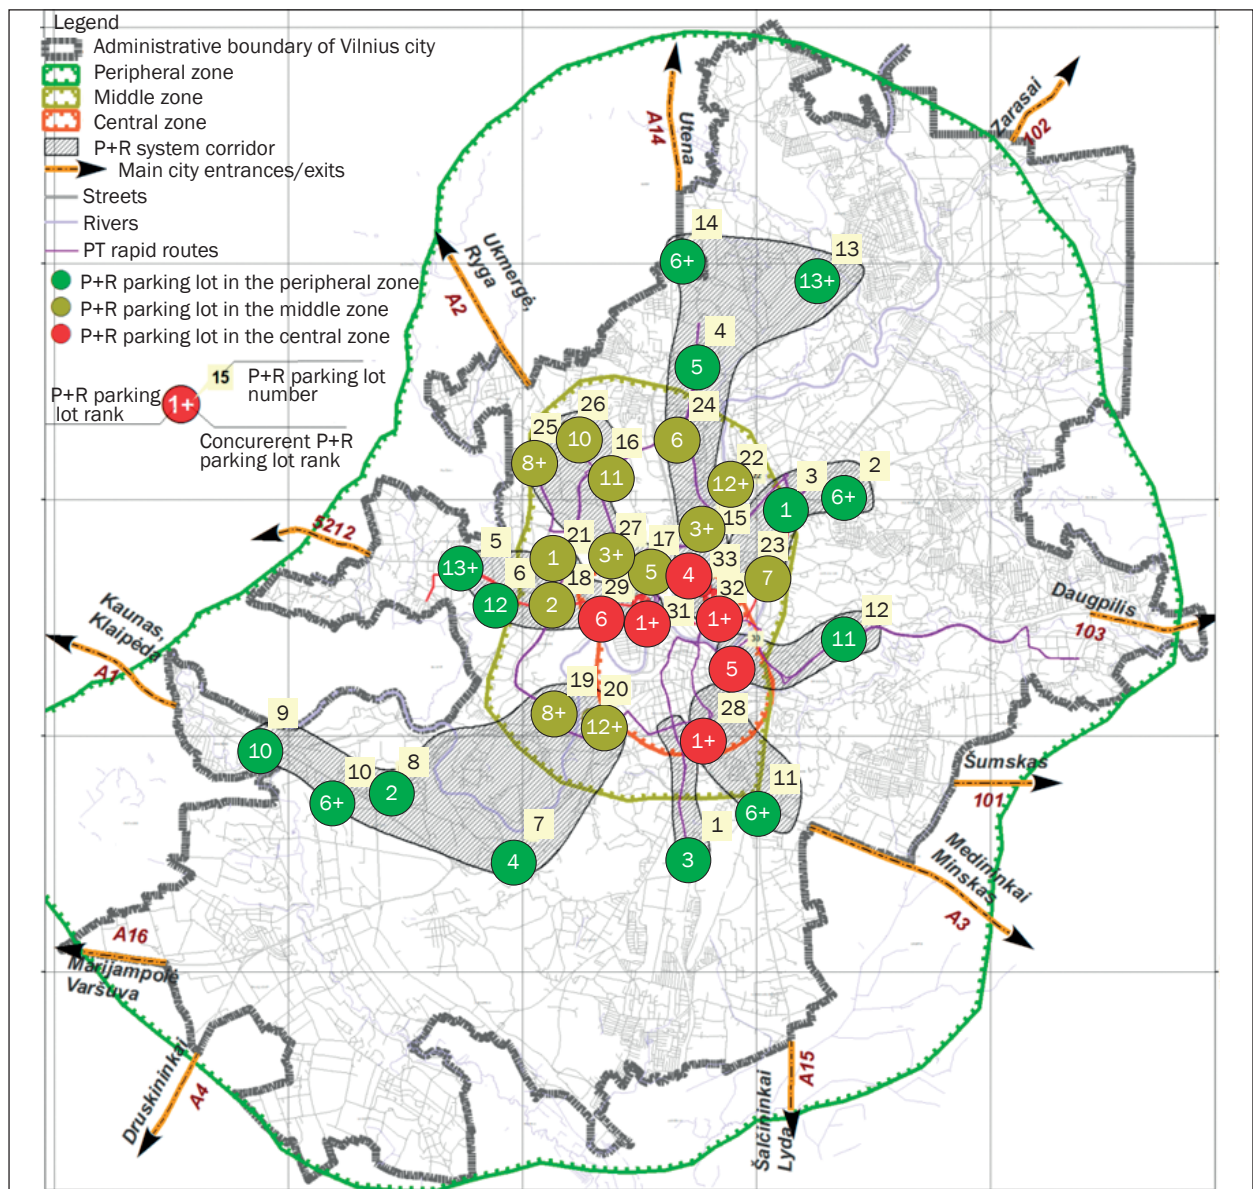 Legend
Administrative boundary of Vilnius city
Peripheral zone
Middle zone
Central zone
P+R system corridor
Main city entrances/exits
Streets
Rivers
PT rapid routes
P+R parking lot in the peripheral zone
P+R parking lot in the middle zone
P+R parking lot in the central zone
15
P+R parking lot
number
P+R parking
lot rank
1+
Concurerent P+R
parking lot rank
A14
Utena
Zarasai
102
Ukmergė,
Ryga
A2
14
6+
13
13+
4
5
24
6
26
10
25
8+
16
11
22
12+
3
1
2
6+
5212
5
13+
21
1
27
3+
17
5
15
3+
33
4
23
7
6
12
18
2
29
6
31
1+
32
1+
5
12
11
Daugpilis
103
Kaunas,
Klaipėda
A1
19
8+
20
12+
28
1+
9
10
10
6+
8
2
7
4
11
6+
1
3
Šumskas
101
Medininkai
Minskas
A3
A16
Marijampolė
Varšuva
Druskininkai
A4
A15
Šalčininkai
Lyda